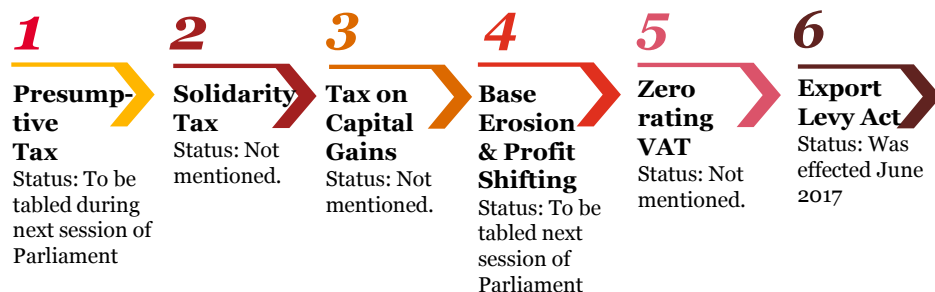 1
Presump-
tive
Tax
Status: To be
tabled during
next session of
Parliament
2
Solidarity
Tax
Status: Not
mentioned.
3
Tax on
Capital
Gains
Status: Not
mentioned.
4
Base
Erosion
& Profit
Shifting
Status: To be
tabled next
session of
Parliament
5
Zero
rating
VAT
Status: Not
mentioned.
6
Export
Levy Act
Status: Was
effected June
2017